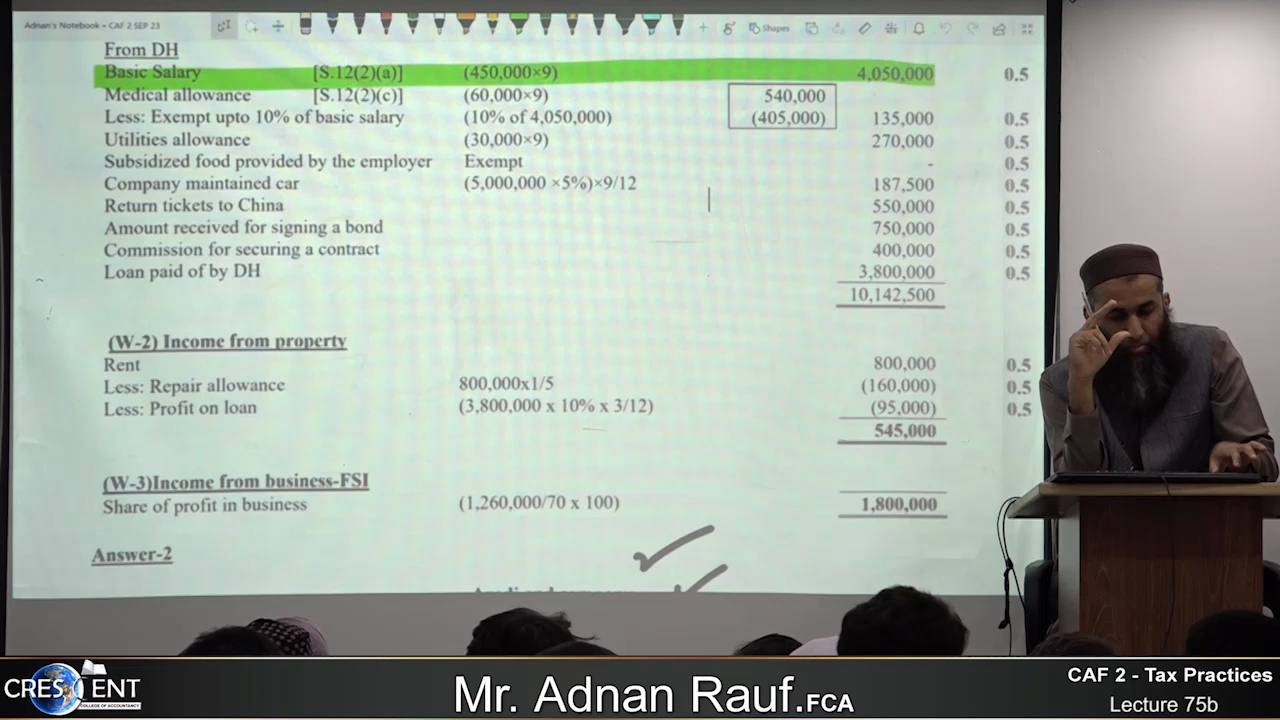 Adnan's Notebook - CAF 2 SEP 23
Shapes
From DH
Basic Salary [S.12(2)(a)] (450,000×9) 4,050,000 0.5
Medical allowance [S.12(2)(c)] (60,000×9) 540,000
Less: Exempt upto 10% of basic salary (10% of 4,050,000) (405,000) 135,000 0.5
Utilities allowance (30,000×9) 270,000 0.5
Subsidized food provided by the employer Exempt - 0.5
Company maintained car (5,000,000 ×5%)×9/12 187,500 0.5
Return tickets to China 550,000 0.5
Amount received for signing a bond 750,000 0.5
Commission for securing a contract 400,000 0.5
Loan paid of by DH 3,800,000 0.5
10,142,500
(W-2) Income from property
Rent 800,000 0.5
Less: Repair allowance 800,000x1/5 (160,000) 0.5
Less: Profit on loan (3,800,000 x 10% x 3/12) (95,000) 0.5
545,000
(W-3)Income from business-FSI
Share of profit in business (1,260,000/70 x 100) 1,800,000
Answer-2
CRESCENT
COLLEGE OF ACCOUNTANCY
Mr. Adnan Rauf.FCA
CAF 2 - Tax Practices
Lecture 75b